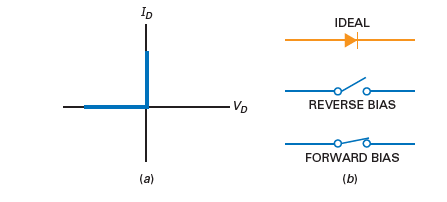 I_D
V_D
(a)
IDEAL
REVERSE BIAS
FORWARD BIAS
(b)